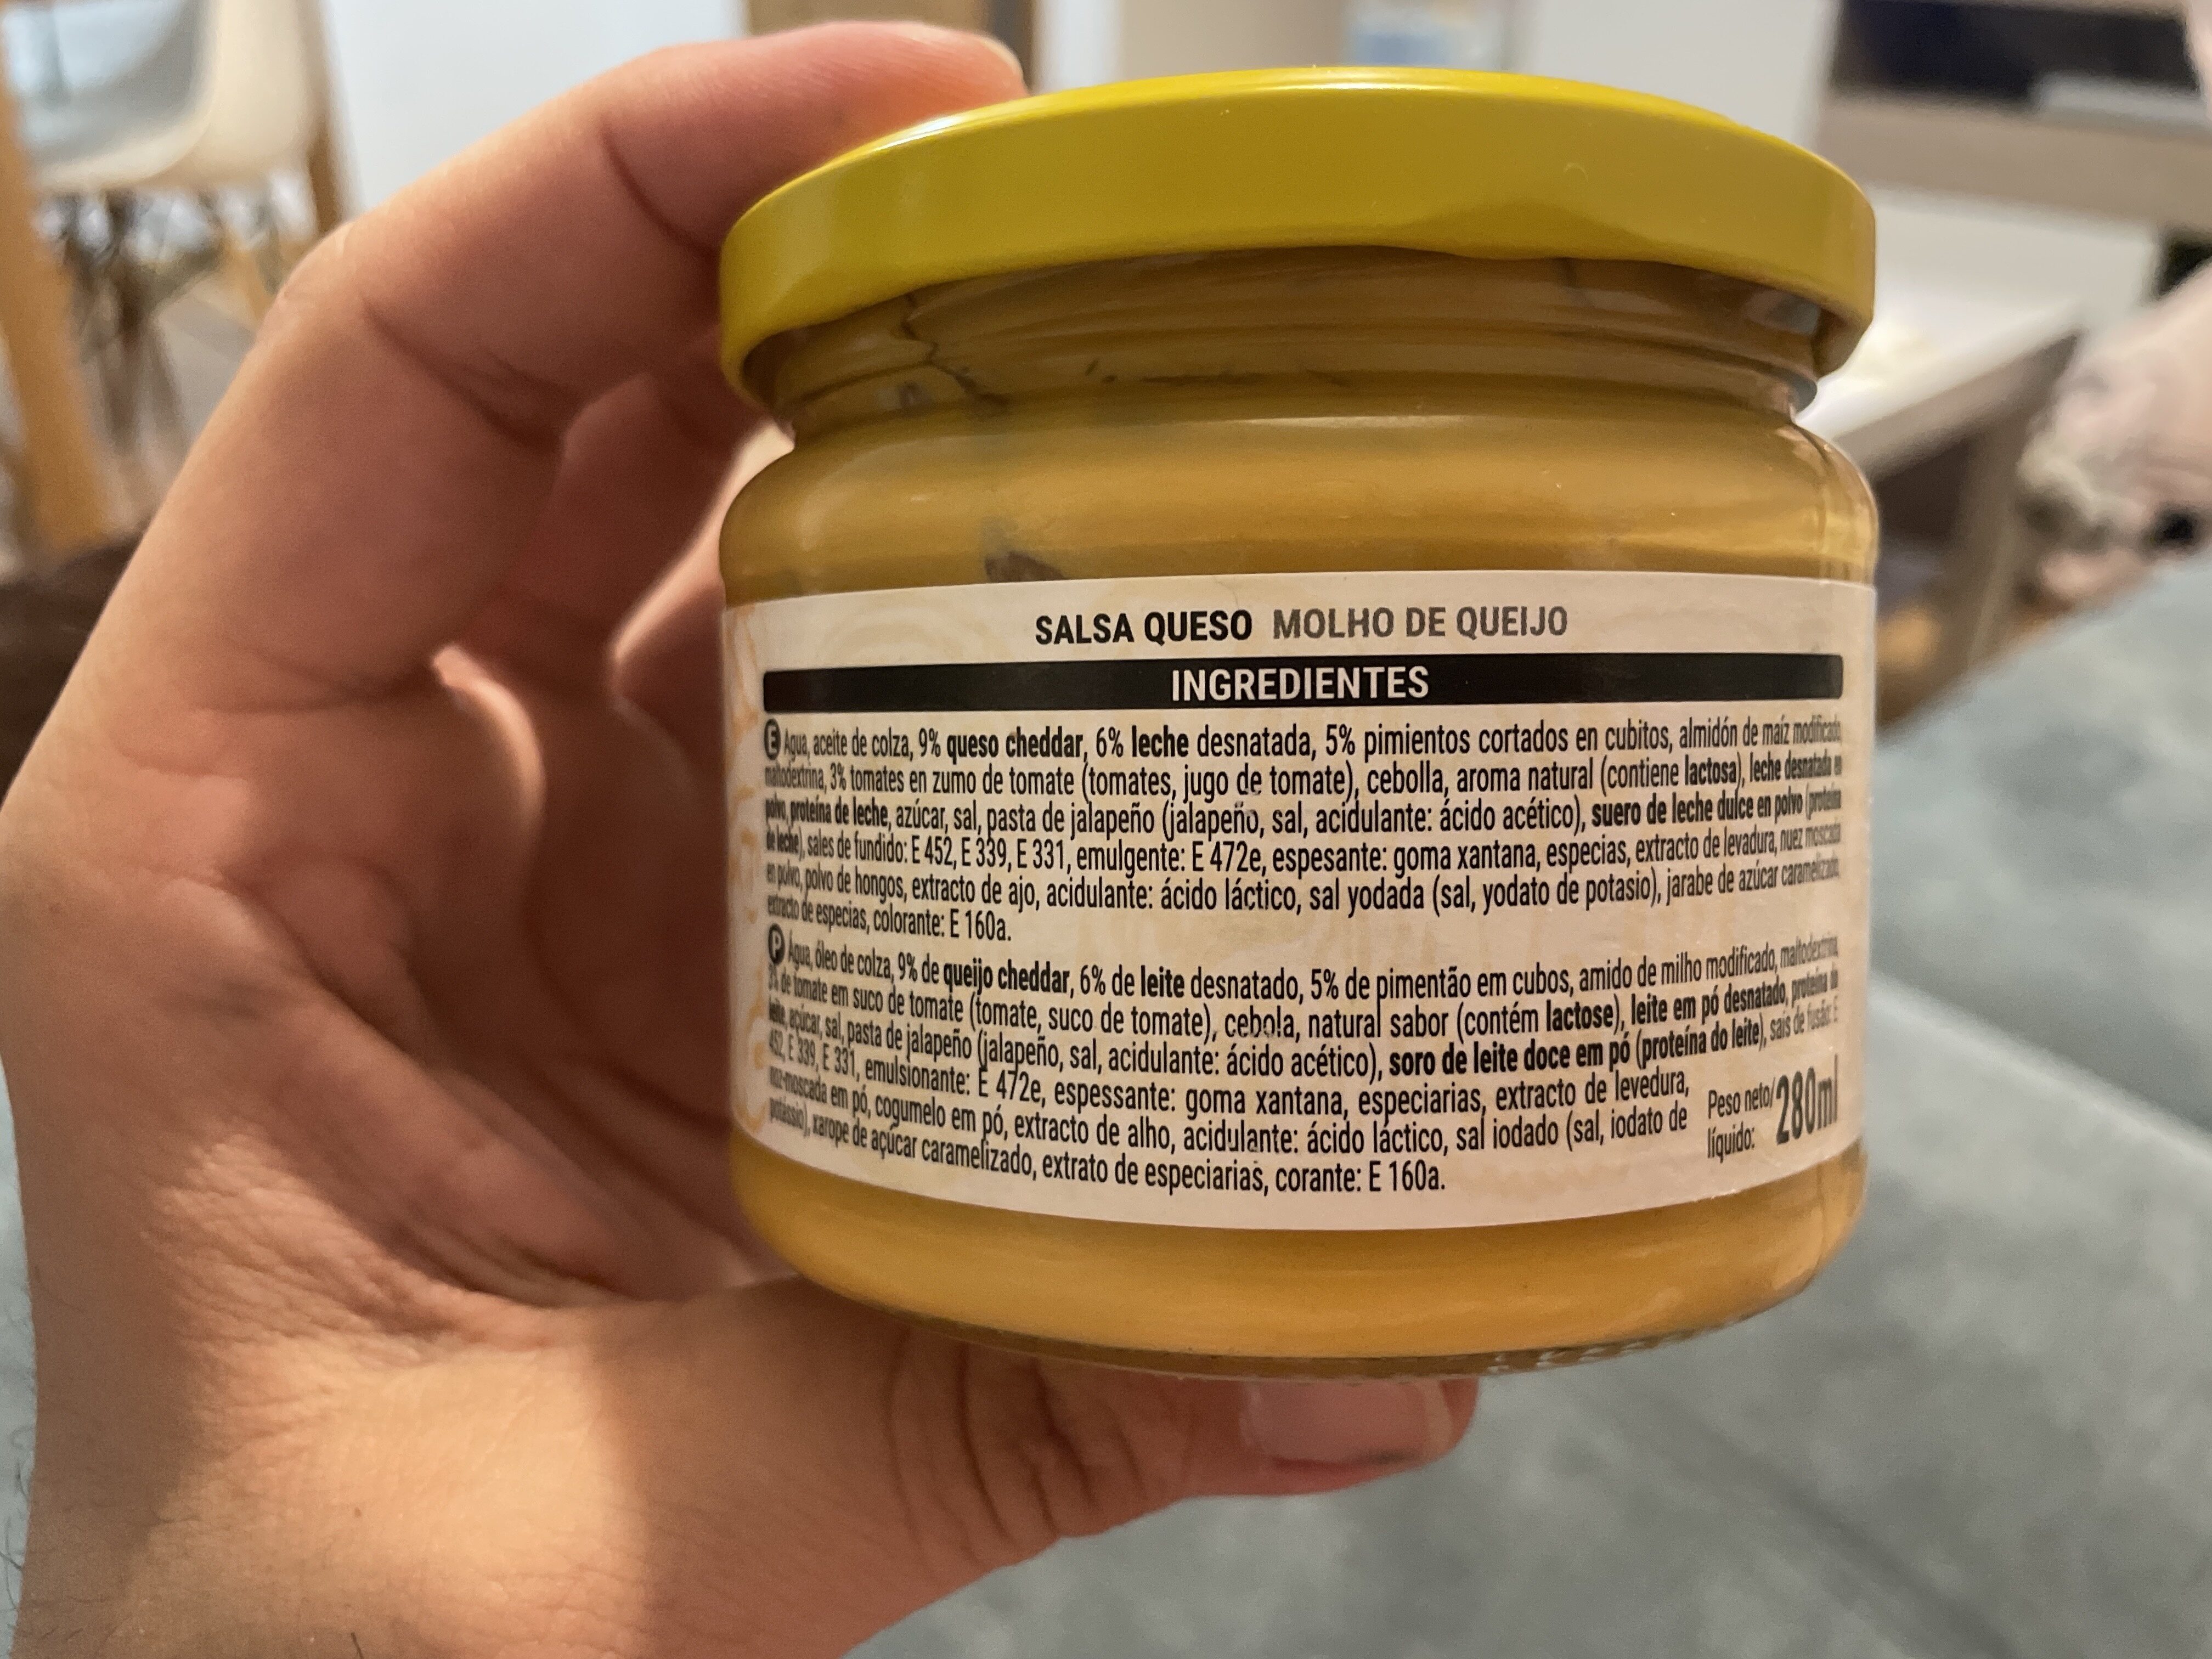 SALSA QUESO MOLHO DE QUEIJO
INGREDIENTES
E Agua, aceite de colza, 9% queso cheddar, 6% leche desnatada, 5% pimientos cortados en cubitos, almidón de maíz modificado,
maltodextrina, 3% tomates en zumo de tomate (tomates, jugo de tomate), cebolla, aroma natural (contiene lactosa), leche desnatada en
polvo, proteína de leche, azúcar, sal, pasta de jalapeño (jalapeño, sal, acidulante: ácido acético), suero de leche dulce en polvo (proteína
de leche), sales de fundido: E 452, E 339, E 331, emulgente: E 472e, espesante: goma xantana, especias, extracto de levadura, nuez moscada
en polvo, polvo de hongos, extracto de ajo, acidulante: ácido láctico, sal yodada (sal, yodato de potasio), jarabe de azúcar caramelizado,
extracto de especias, colorante: E 160a.
P Água, óleo de colza, 9% de queijo cheddar, 6% de leite desnatado, 5% de pimentão em cubos, amido de milho modificado, maltodextrina,
3% de tomate em suco de tomate (tomate, suco de tomate), cebola, natural sabor (contém lactose), leite em pó desnatado, proteína do
leite, açúcar, sal, pasta de jalapeño (jalapeño, sal, acidulante: ácido acético), soro de leite doce em pó (proteína do leite), sais de fusão: E
452, E 339, E 331, emulsionante: E 472e, espessante: goma xantana, especiarias, extracto de levedura,
noz-moscada em pó, cogumelo em pó, extracto de alho, acidulante: ácido láctico, sal iodado (sal, iodato de
potássio), xarope de açúcar caramelizado, extrato de especiarias, corante: E 160a.
Peso neto/
líquido: 280ml